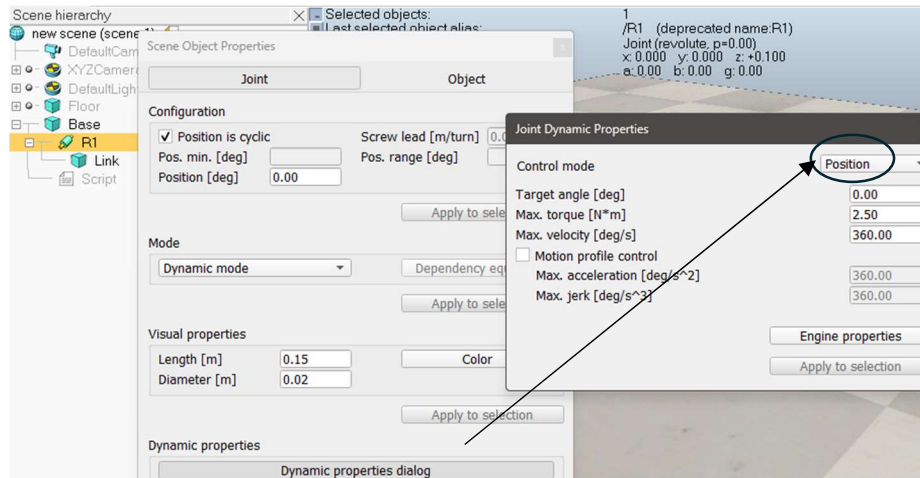 Scene hierarchy
new scene (scene
DefaultCam
XYZCamera
DefaultLigh
Floor
Base
R1
Link
Script
Selected objects:
Last selected object alias:
1
/R1 (deprecated name:R1)
Joint (revolute, p=0.00)
x: 0.000 y: 0.000 z: +0.100
a: 0.00 b: 0.00 g: 0.00
Scene Object Properties
x
Joint
Object
Configuration
Position is cyclic
Screw lead [m/turn]
Pos. min. [deg]
Pos. range [deg]
Position [deg]
0.00
Apply to sele
Mode
Dynamic mode
Dependency eq
Apply to sele
Visual properties
Length [m]
0.15
Color
Diameter [m]
0.02
Apply to selection
Dynamic properties
Dynamic properties dialog
Joint Dynamic Properties
Control mode
Position
Target angle [deg]
0.00
Max. torque [N*m]
2.50
Max. velocity [deg/s]
360.00
Motion profile control
Max. acceleration [deg/s^2]
360.00
Max. jerk [deg/s^3]
360.00
Engine properties
Apply to selection